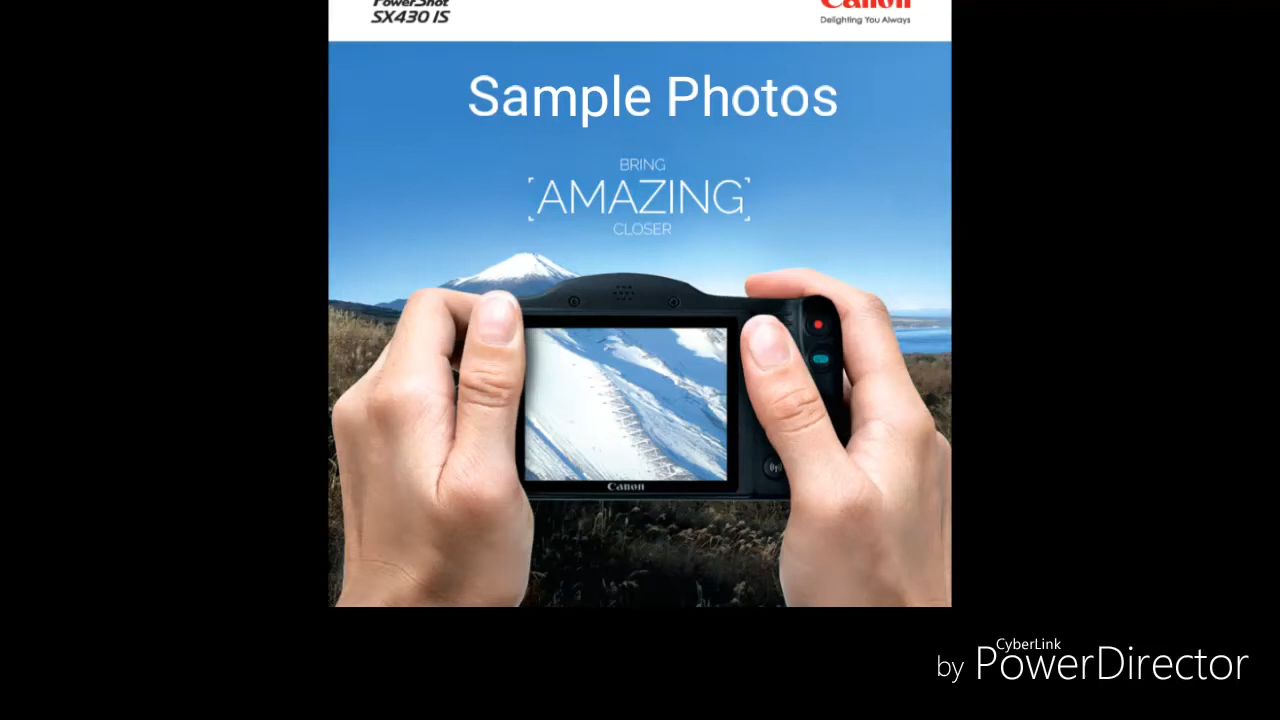 PowerShot
SX430 IS
Canon
Delighting You Always
Sample Photos
BRING
[AMAZING]
CLOSER
Canon
CyberLink
by PowerDirector